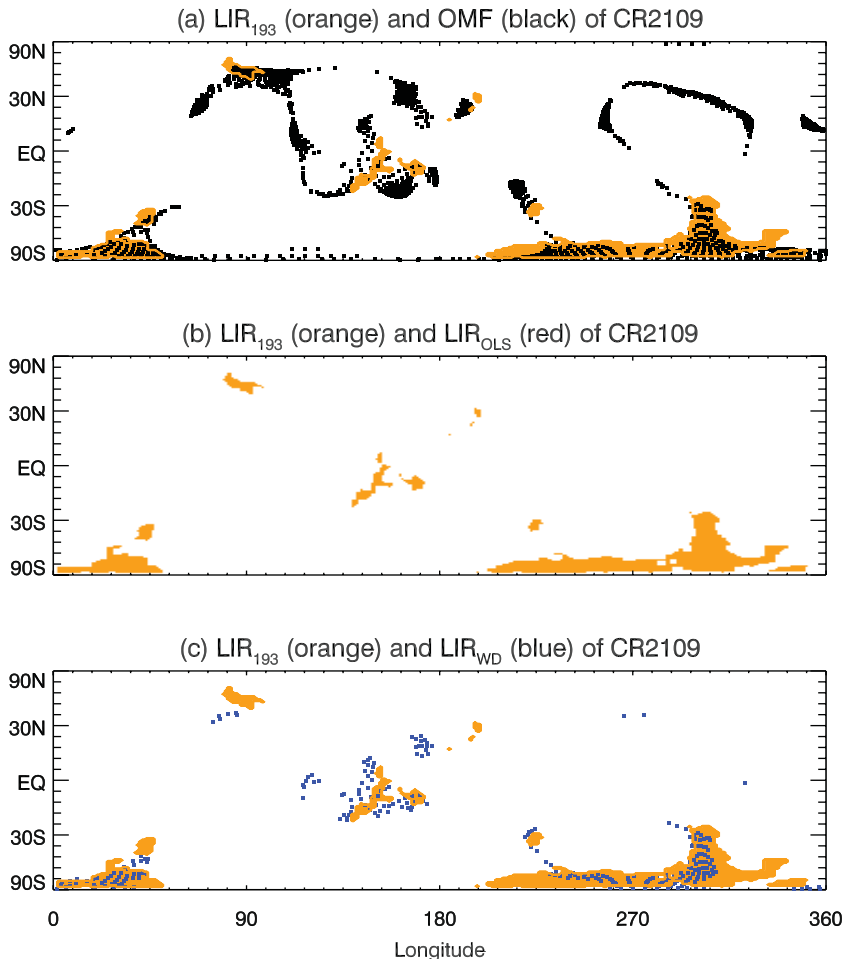 (a) LIR193 (orange) and OMF (black) of CR2109
90N
30N
EQ
30S
90S
(b) LIR193 (orange) and LIROLS (red) of CR2109
90N
30N
EQ
30S
90S
(c) LIR193 (orange) and LIRWD (blue) of CR2109
90N
30N
EQ
30S
90S
0 90 180 270 360
Longitude